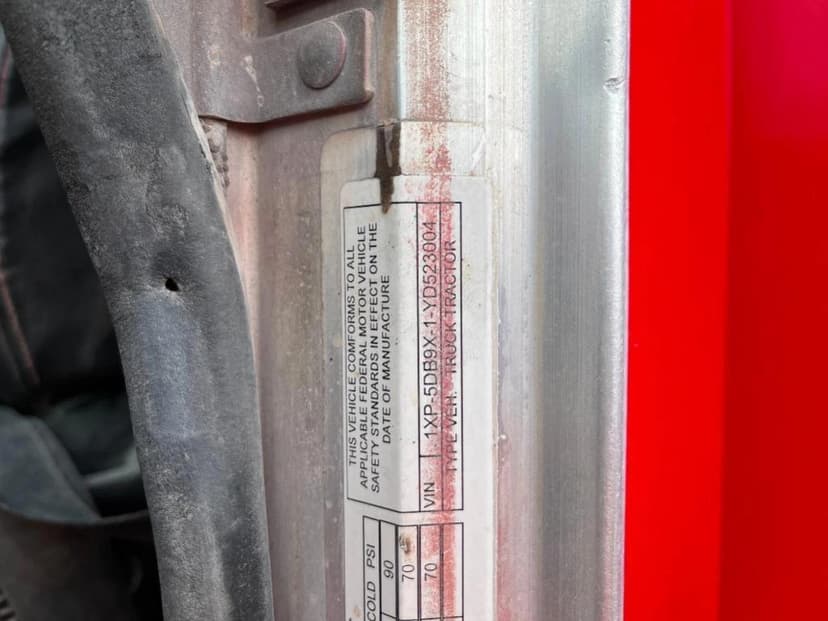 THIS VEHICLE COMFORMS TO ALL
APPLICABLE FEDERAL MOTOR VEHICLE
SAFETY STANDARDS IN EFFECT ON THE
DATE OF MANUFACTURE
VIN 1XP-5DB9X-1-YD523004
TYPE VEH. TRUCK TRACTOR
COLD PSI
90
70
70